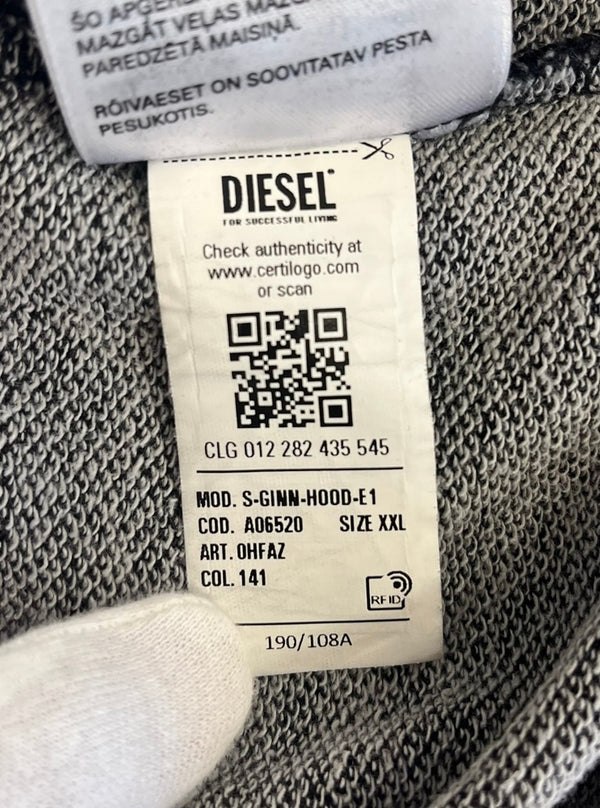 ŠO APĢĒRBU
MAZGĀT VEĻAS MAZG
PAREDZĒTĀ MAISIŅĀ.
RÕIVAESET ON SOOVITATAV PESTA
PESUKOTIS.
DIESEL
FOR SUCCESSFUL LIVING
Check authenticity at
www.certilogo.com
or scan
CLG 012 282 435 545
MOD. S-GINN-HOOD-E1
COD. A06520 SIZE XXL
ART. 0HFAZ
COL. 141
RFID
190/108A